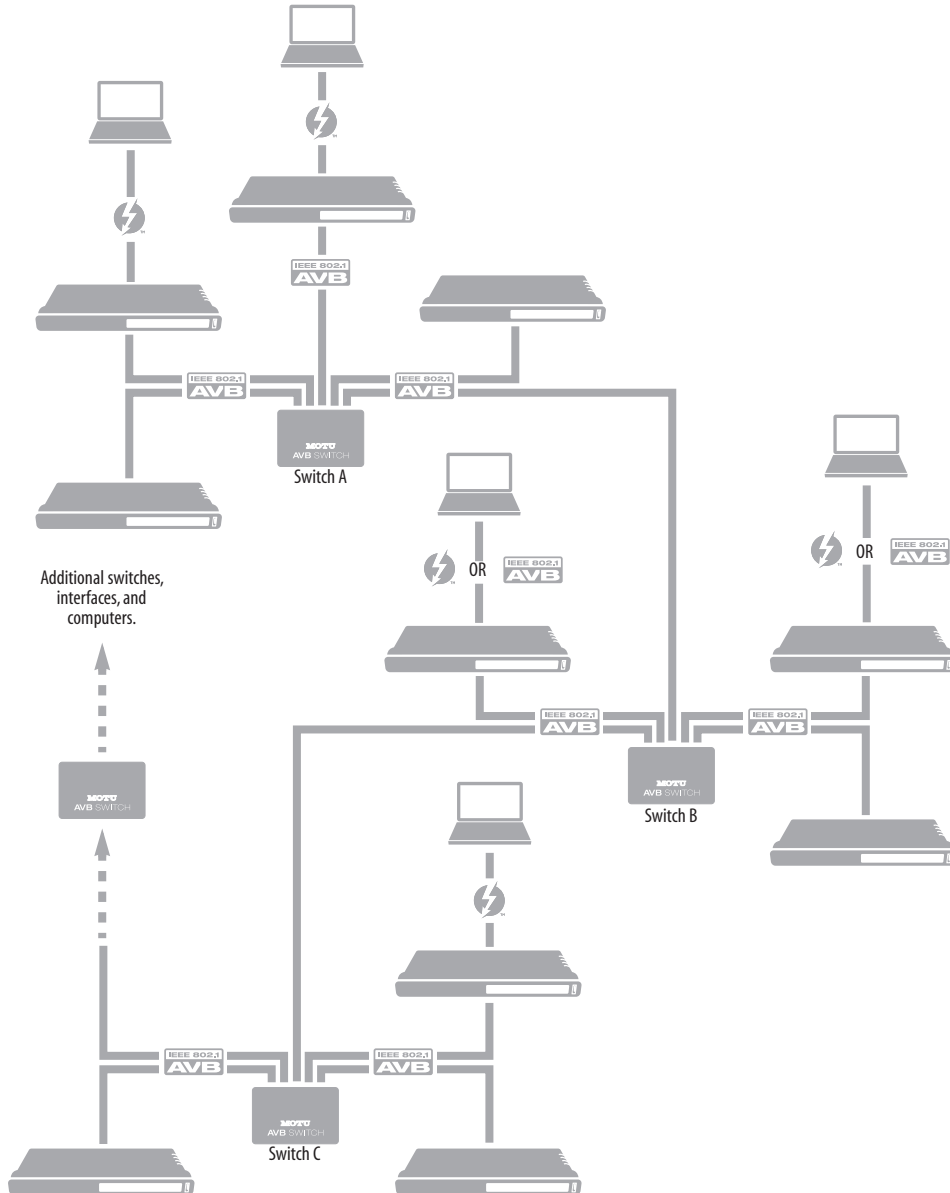 IEEE 802.1
AVB
IEEE 802.1
AVB
IEEE 802.1
AVB
MOTU
AVB SWITCH
Switch A
OR
IEEE 802.1
AVB
OR
IEEE 802.1
AVB
Additional switches,
interfaces, and
computers.
IEEE 802.1
AVB
IEEE 802.1
AVB
MOTU
AVB SWITCH
Switch B
MOTU
AVB SWITCH
IEEE 802.1
AVB
IEEE 802.1
AVB
MOTU
AVB SWITCH
Switch C